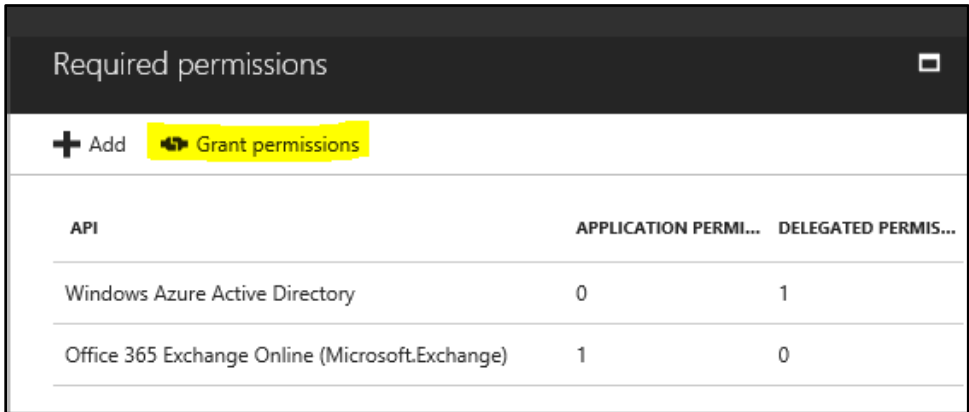 Required permissions
Add Grant permissions
API APPLICATION PERMI... DELEGATED PERMIS...
Windows Azure Active Directory 0 1
Office 365 Exchange Online (Microsoft.Exchange) 1 0